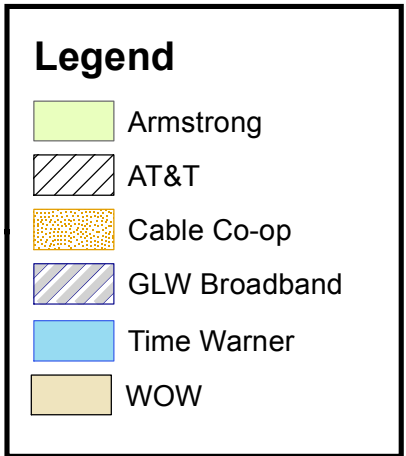 Legend
Armstrong
AT&T
Cable Co-op
GLW Broadband
Time Warner
WOW